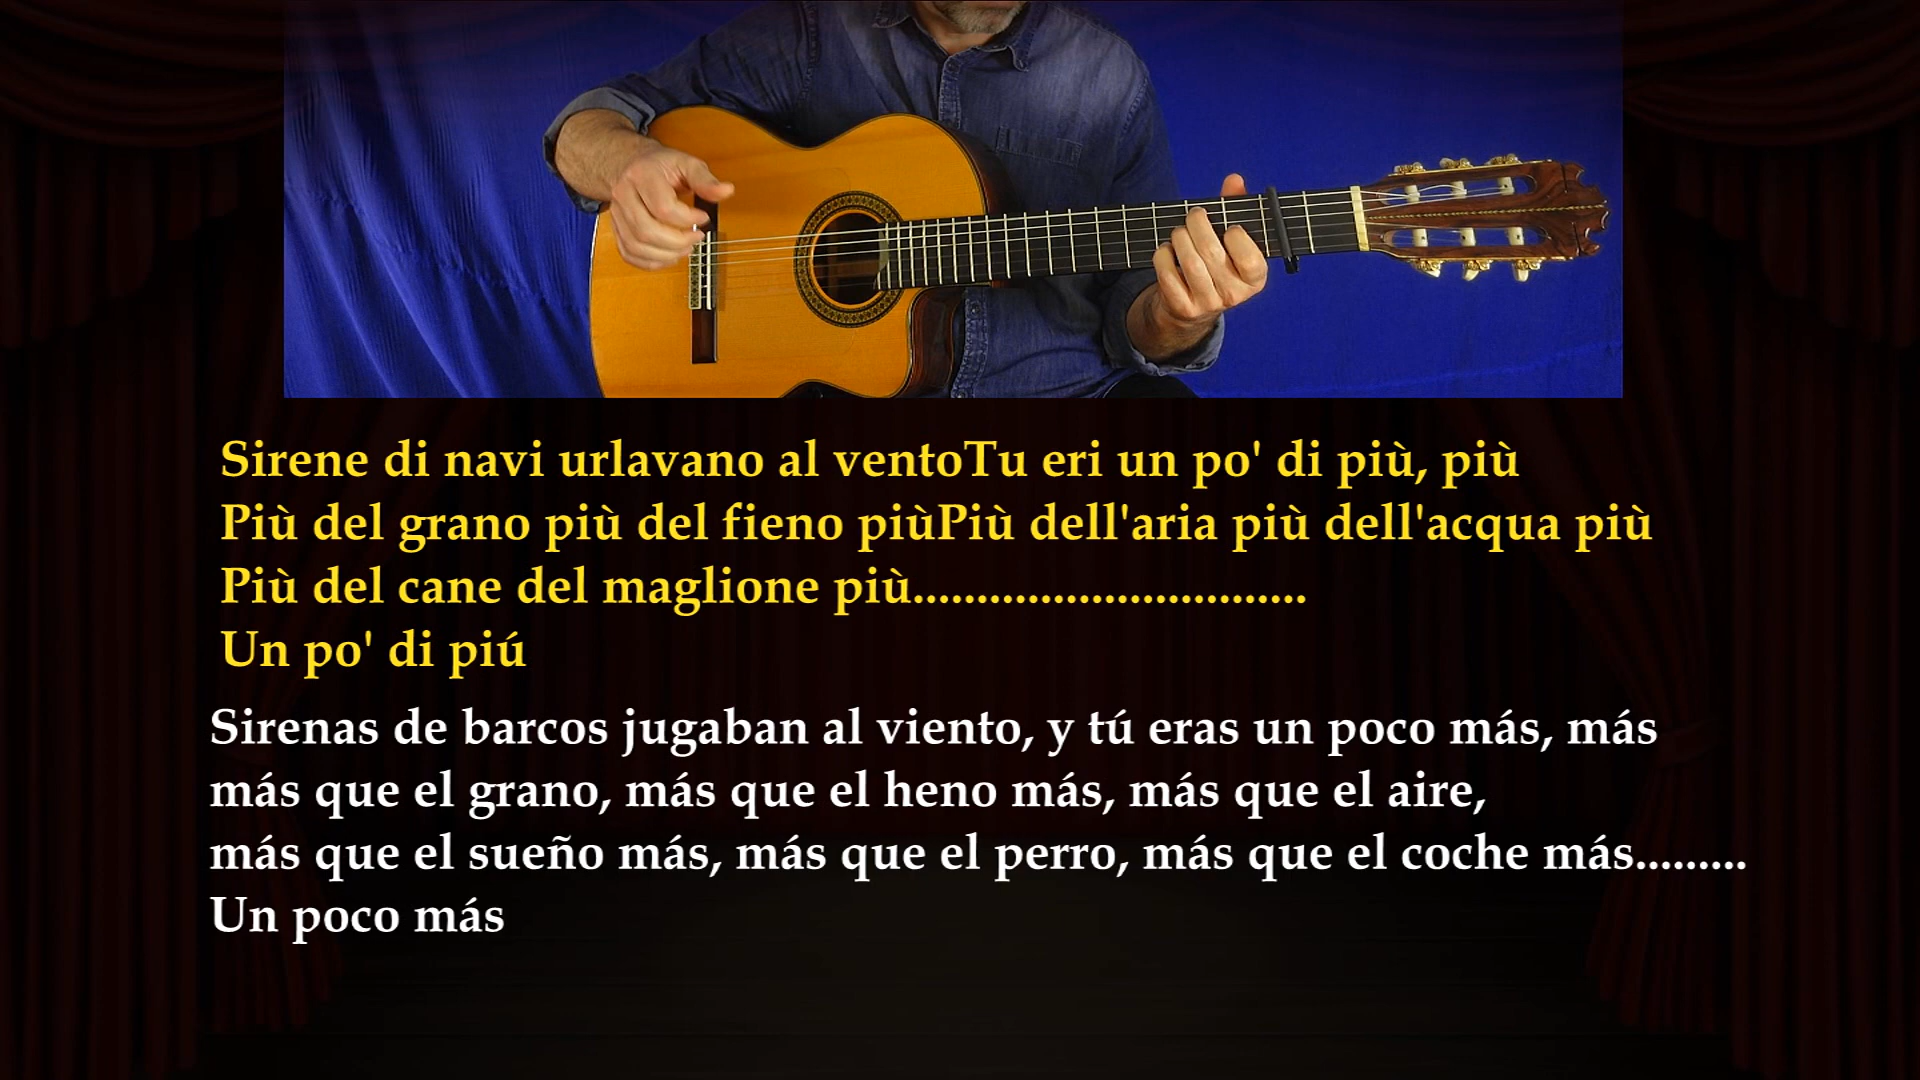 Sirene di navi urlavano al ventoTu eri un po' di più, più
Più del grano più del fieno piùPiù dell'aria più dell'acqua più
Più del cane del maglione più...............................
Un po' di piú
Sirenas de barcos jugaban al viento, y tú eras un poco más, más
más que el grano, más que el heno más, más que el aire,
más que el sueño más, más que el perro, más que el coche más.........
Un poco más